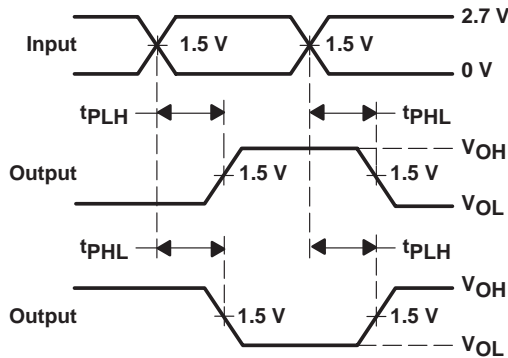 2.7 V
Input 1.5 V 1.5 V
0 V
tPLH tPHL
VOH
Output 1.5 V 1.5 V
VOL
tPHL tPLH
VOH
Output 1.5 V 1.5 V
VOL